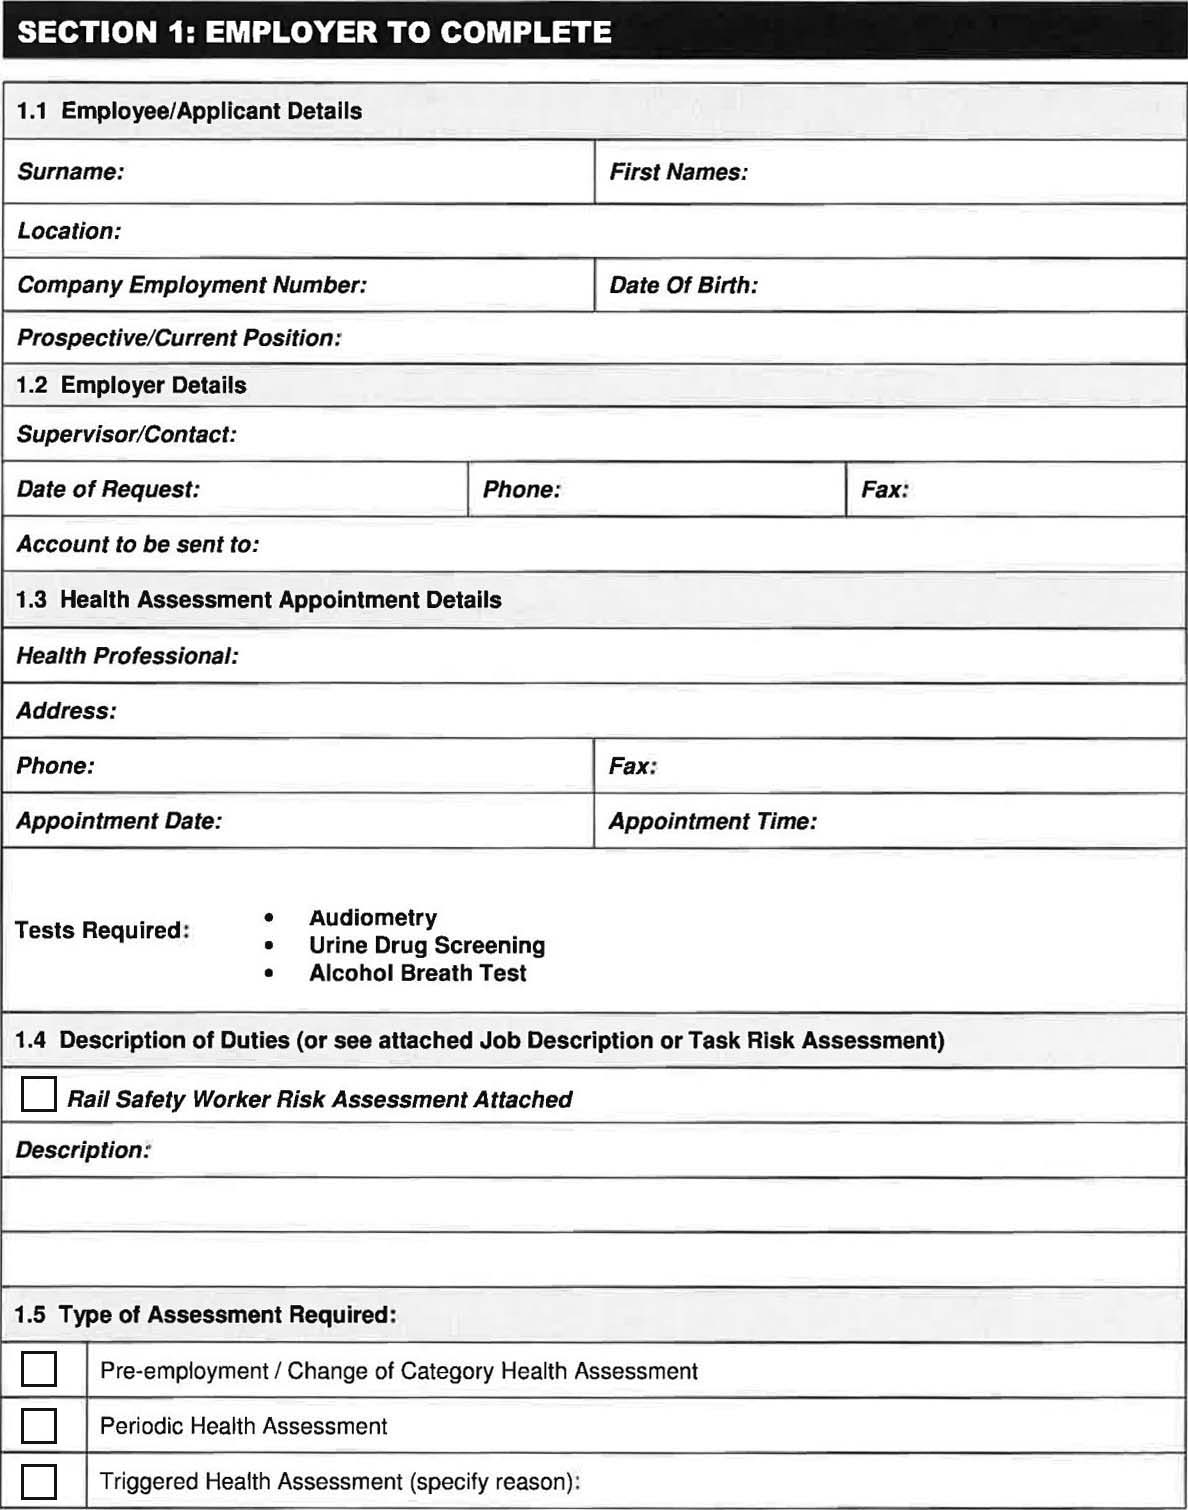 SECTION 1: EMPLOYER TO COMPLETE
1.1 Employee/Applicant Details
Surname: First Names:
Location:
Company Employment Number: Date Of Birth:
Prospective/Current Position:
1.2 Employer Details
Supervisor/Contact:
Date of Request: Phone: Fax:
Account to be sent to:
1.3 Health Assessment Appointment Details
Health Professional:
Address:
Phone: Fax:
Appointment Date: Appointment Time:
Tests Required:
• Audiometry
• Urine Drug Screening
• Alcohol Breath Test
1.4 Description of Duties (or see attached Job Description or Task Risk Assessment)
Rail Safety Worker Risk Assessment Attached
Description:
1.5 Type of Assessment Required:
Pre-employment / Change of Category Health Assessment
Periodic Health Assessment
Triggered Health Assessment (specify reason):